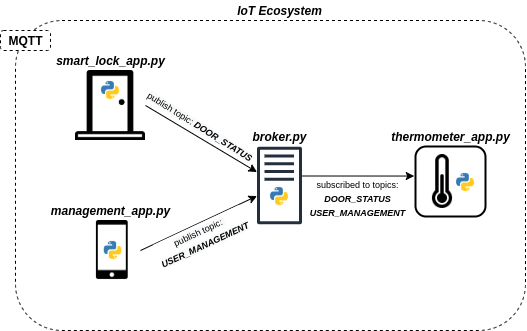 IoT Ecosystem
MQTT
smart_lock_app.py
publish topic: DOOR_STATUS
broker.py
thermometer_app.py
subscribed to topics:
DOOR_STATUS
USER_MANAGEMENT
management_app.py
publish topic:
USER_MANAGEMENT